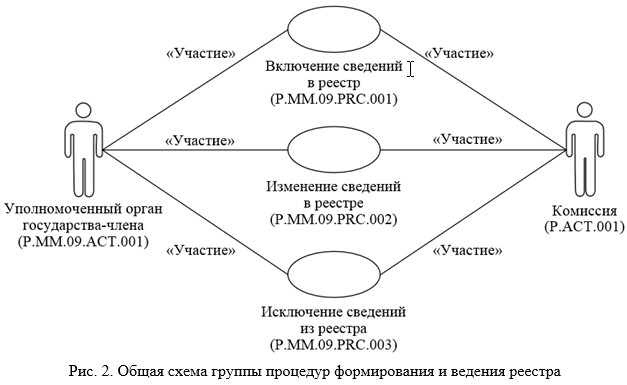 «Участие»
«Участие»
Включение сведений
в реестр
(P.MM.09.PRC.001)
«Участие»
«Участие»
Изменение сведений
в реестре
(P.MM.09.PRC.002)
Уполномоченный орган
государства-члена
(P.MM.09.ACT.001)
Комиссия
(P.ACT.001)
«Участие»
«Участие»
Исключение сведений
из реестра
(P.MM.09.PRC.003)
Рис. 2. Общая схема группы процедур формирования и ведения реестра